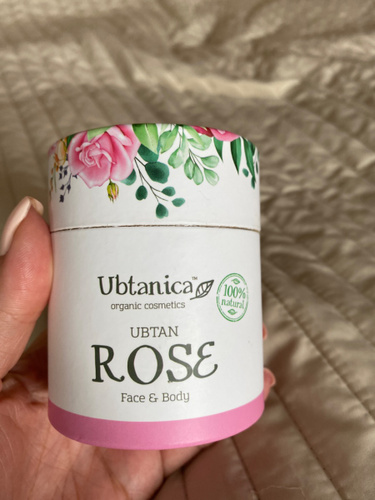 Ubtanica™
organic cosmetics
100%
natural
UBTAN
ROSE
Face & Body